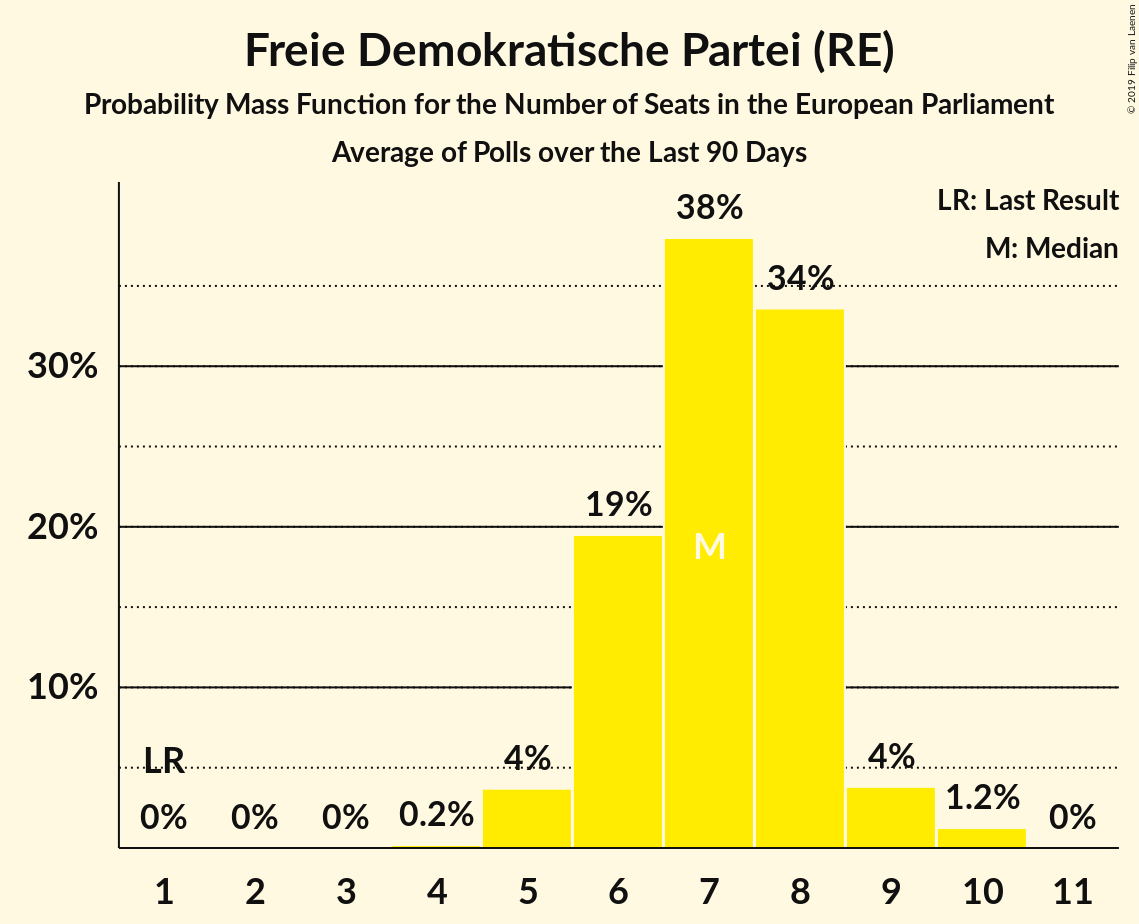 Freie Demokratische Partei (RE)
Probability Mass Function for the Number of Seats in the European Parliament
Average of Polls over the Last 90 Days
© 2019 Filip van Laenen
LR: Last Result
M: Median
38%
34%
30%
19%
20%
M
10%
LR
4%
4%
0%
0%
0%
0.2%
1.2%
0%
1 2 3 4 5 6 7 8 9 10 11